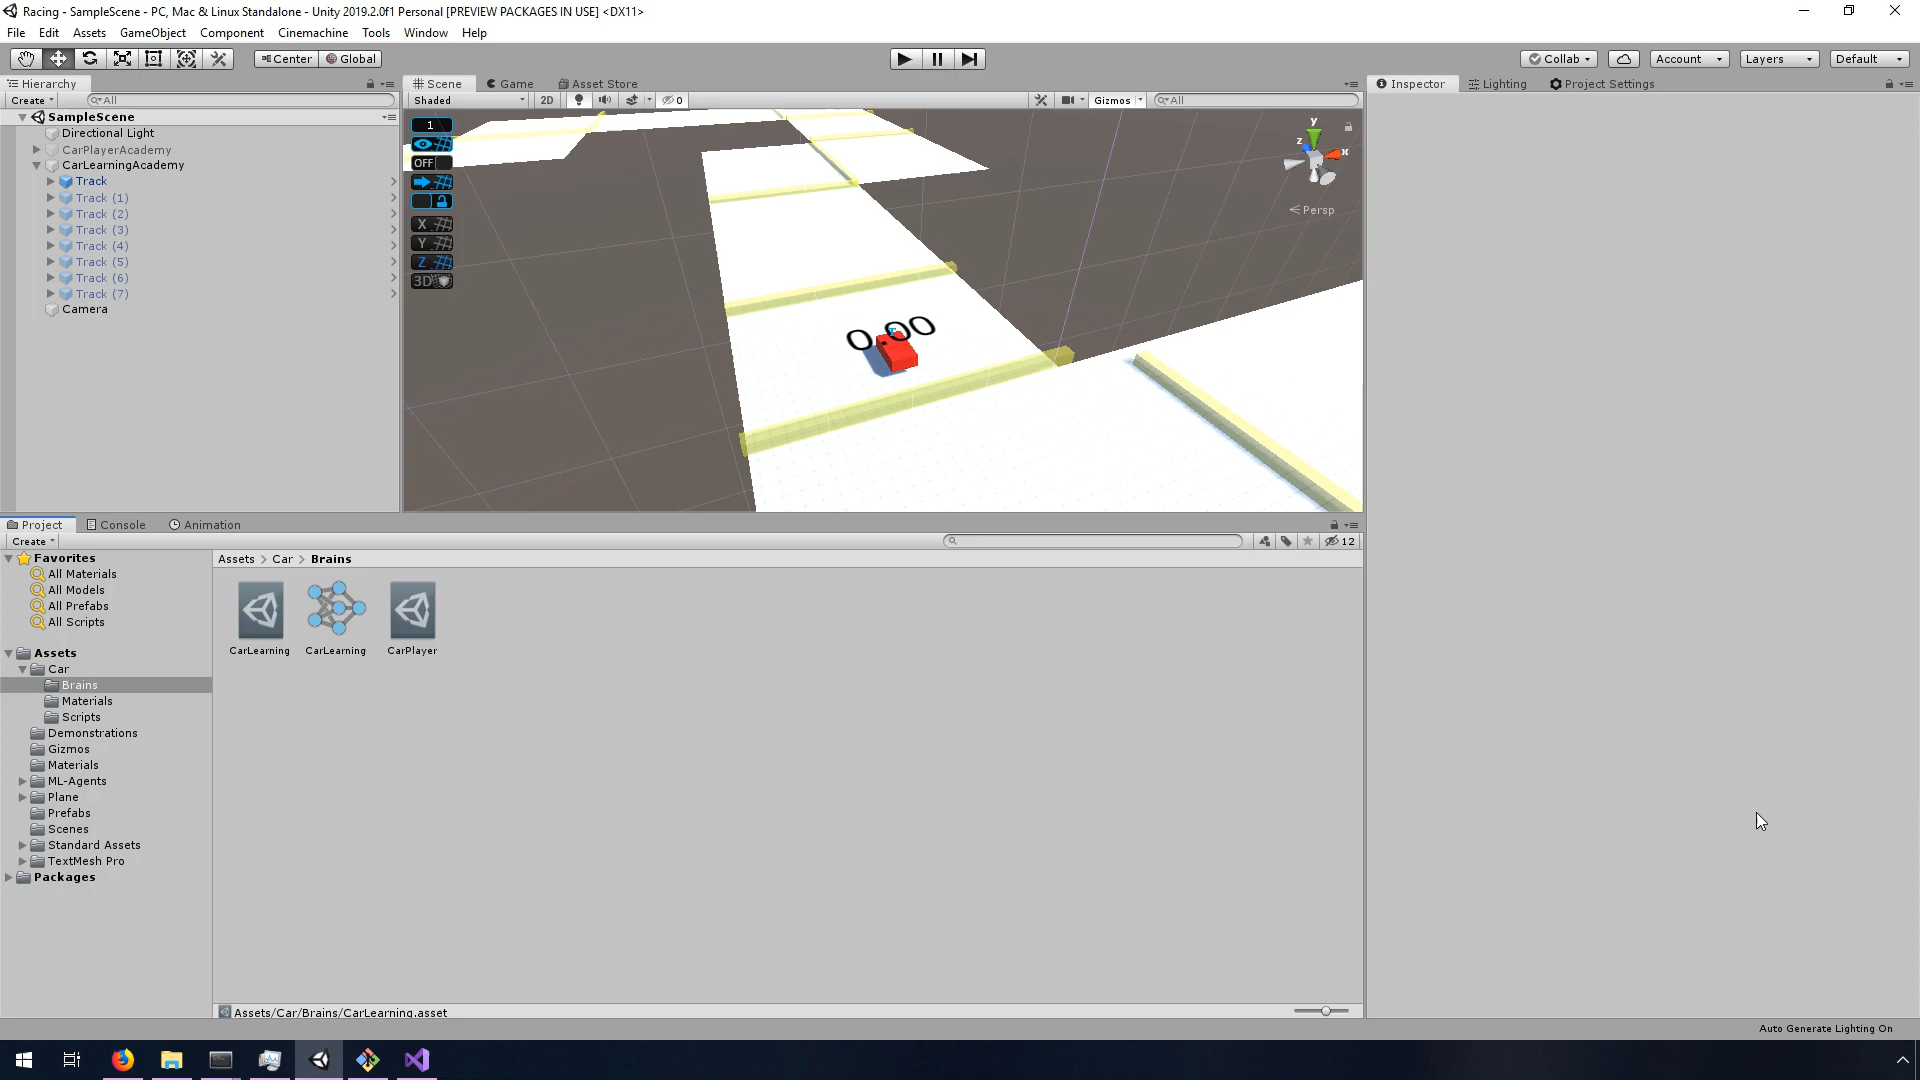 Racing - SampleScene - PC, Mac & Linux Standalone - Unity 2019.2.0f1 Personal [PREVIEW PACKAGES IN USE] <DX11>
File Edit Assets GameObject Component Cinemachine Tools Window Help
Center Global Collab Account Layers Default
Hierarchy
Create All
SampleScene
Directional Light
CarPlayerAcademy
CarLearningAcademy
Track
Track (1)
Track (2)
Track (3)
Track (4)
Track (5)
Track (6)
Track (7)
Camera
Scene Game Asset Store
Shaded 2D 0 Gizmos All
1
OFF
X
Y
Z
3D
0.00
y
z x
Persp
Inspector Lighting Project Settings
Project Console Animation
Create 12
Favorites
All Materials
All Models
All Prefabs
All Scripts
Assets
Car
Brains
Materials
Scripts
Demonstrations
Gizmos
Materials
ML-Agents
Plane
Prefabs
Scenes
Standard Assets
TextMesh Pro
Packages
Assets > Car > Brains
CarLearning CarLearning CarPlayer
Assets/Car/Brains/CarLearning.asset
Auto Generate Lighting On